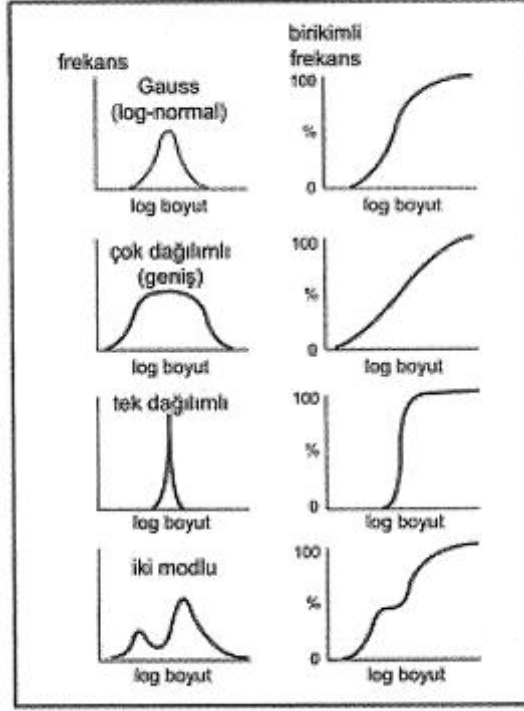 frekans
birikimli
frekans
Gauss
(log-normal)
100
%
0
log boyut
log boyut
çok dağılımlı
(geniş)
100
%
0
log boyut
log boyut
tek dağılımlı
100
%
0
log boyut
log boyut
iki modlu
100
%
0
log boyut
log boyut